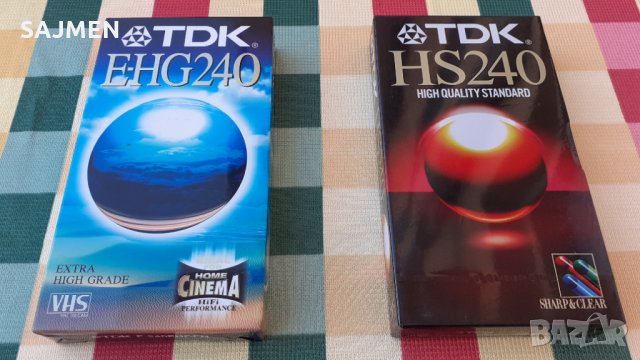 SAJMEN
TDK
E-HG240
EXTRA
HIGH GRADE
VHS
HOME
CINEMA
HiFi
PERFORMANCE
TDK
HS240
HIGH QUALITY STANDARD
SHARP&CLEAR
BAZAR